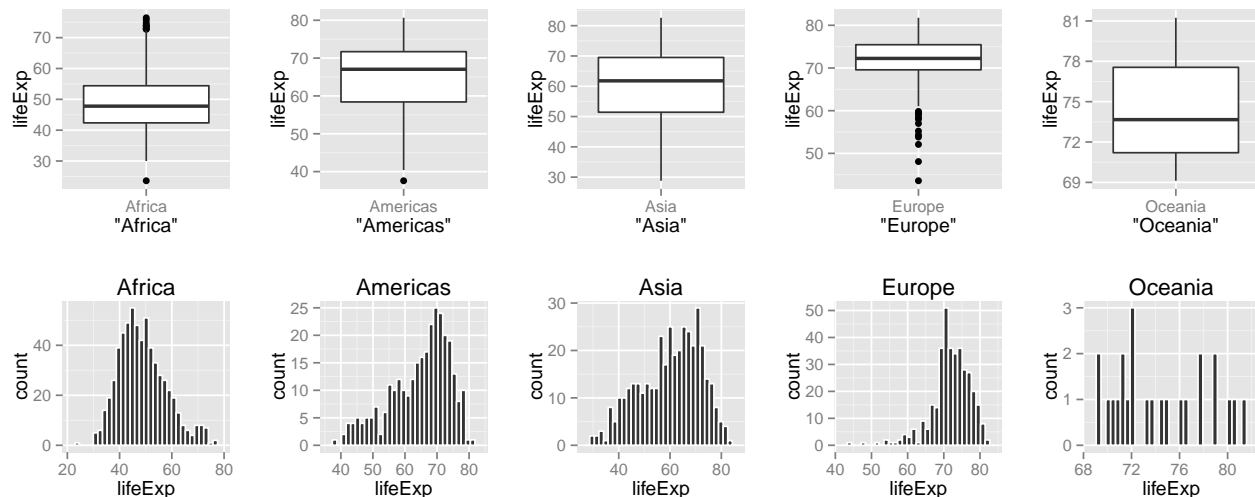 lifeExp
70
60
50
40
30
Africa
"Africa"
lifeExp
80
70
60
50
40
Americas
"Americas"
lifeExp
80
70
60
50
40
30
Asia
"Asia"
lifeExp
80
70
60
50
Europe
"Europe"
lifeExp
81
78
75
72
69
Oceania
"Oceania"
Africa
count
40
20
0
20 40 60 80
lifeExp
Americas
count
25
20
15
10
5
0
40 50 60 70 80
lifeExp
Asia
count
30
20
10
0
40 60 80
lifeExp
Europe
count
50
40
30
20
10
0
40 50 60 70 80
lifeExp
Oceania
count
3
2
1
0
68 72 76 80
lifeExp